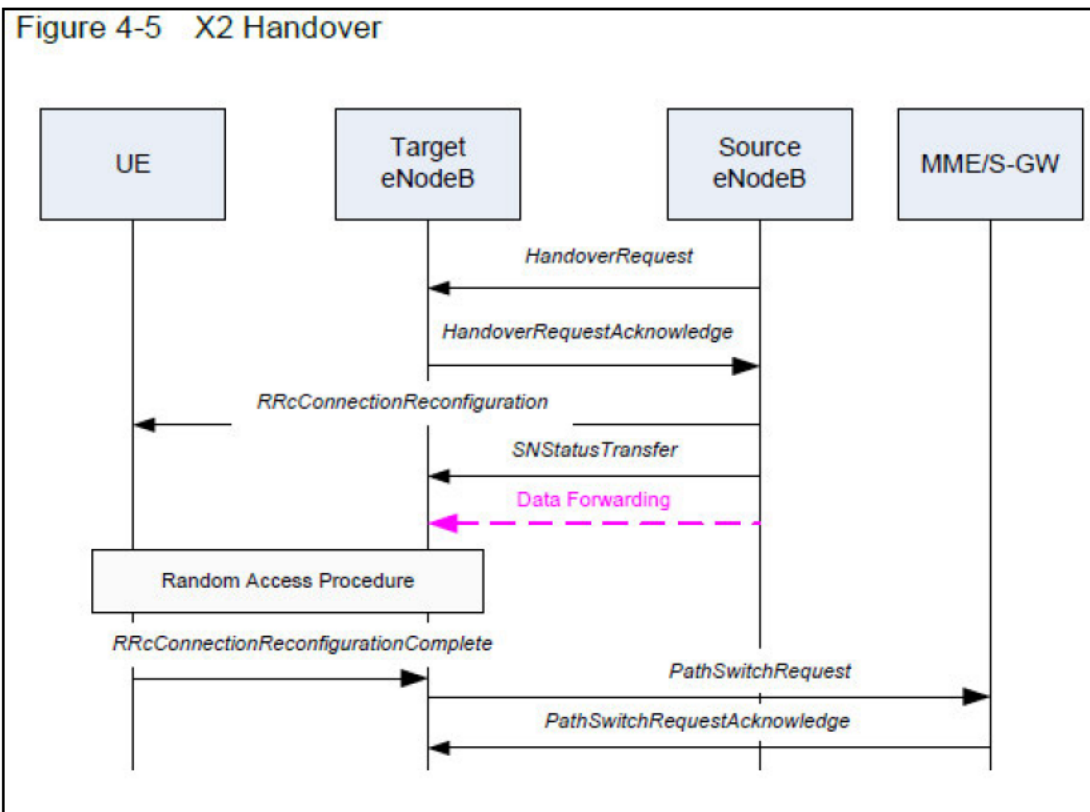 Figure 4-5 X2 Handover
UE
Target
eNodeB
Source
eNodeB
MME/S-GW
HandoverRequest
HandoverRequestAcknowledge
RRcConnectionReconfiguration
SNStatusTransfer
Data Forwarding
Random Access Procedure
RRcConnectionReconfigurationComplete
PathSwitchRequest
PathSwitchRequestAcknowledge